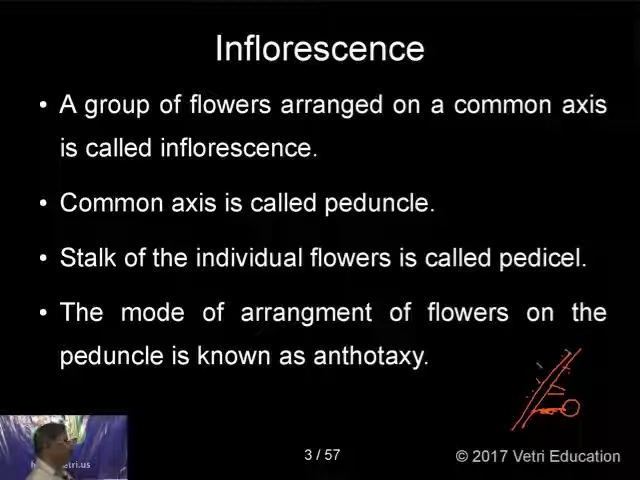 Inflorescence
• A group of flowers arranged on a common axis
is called inflorescence.
• Common axis is called peduncle.
• Stalk of the individual flowers is called pedicel.
• The mode of arrangment of flowers on the
peduncle is known as anthotaxy.
3 / 57
© 2017 Vetri Education